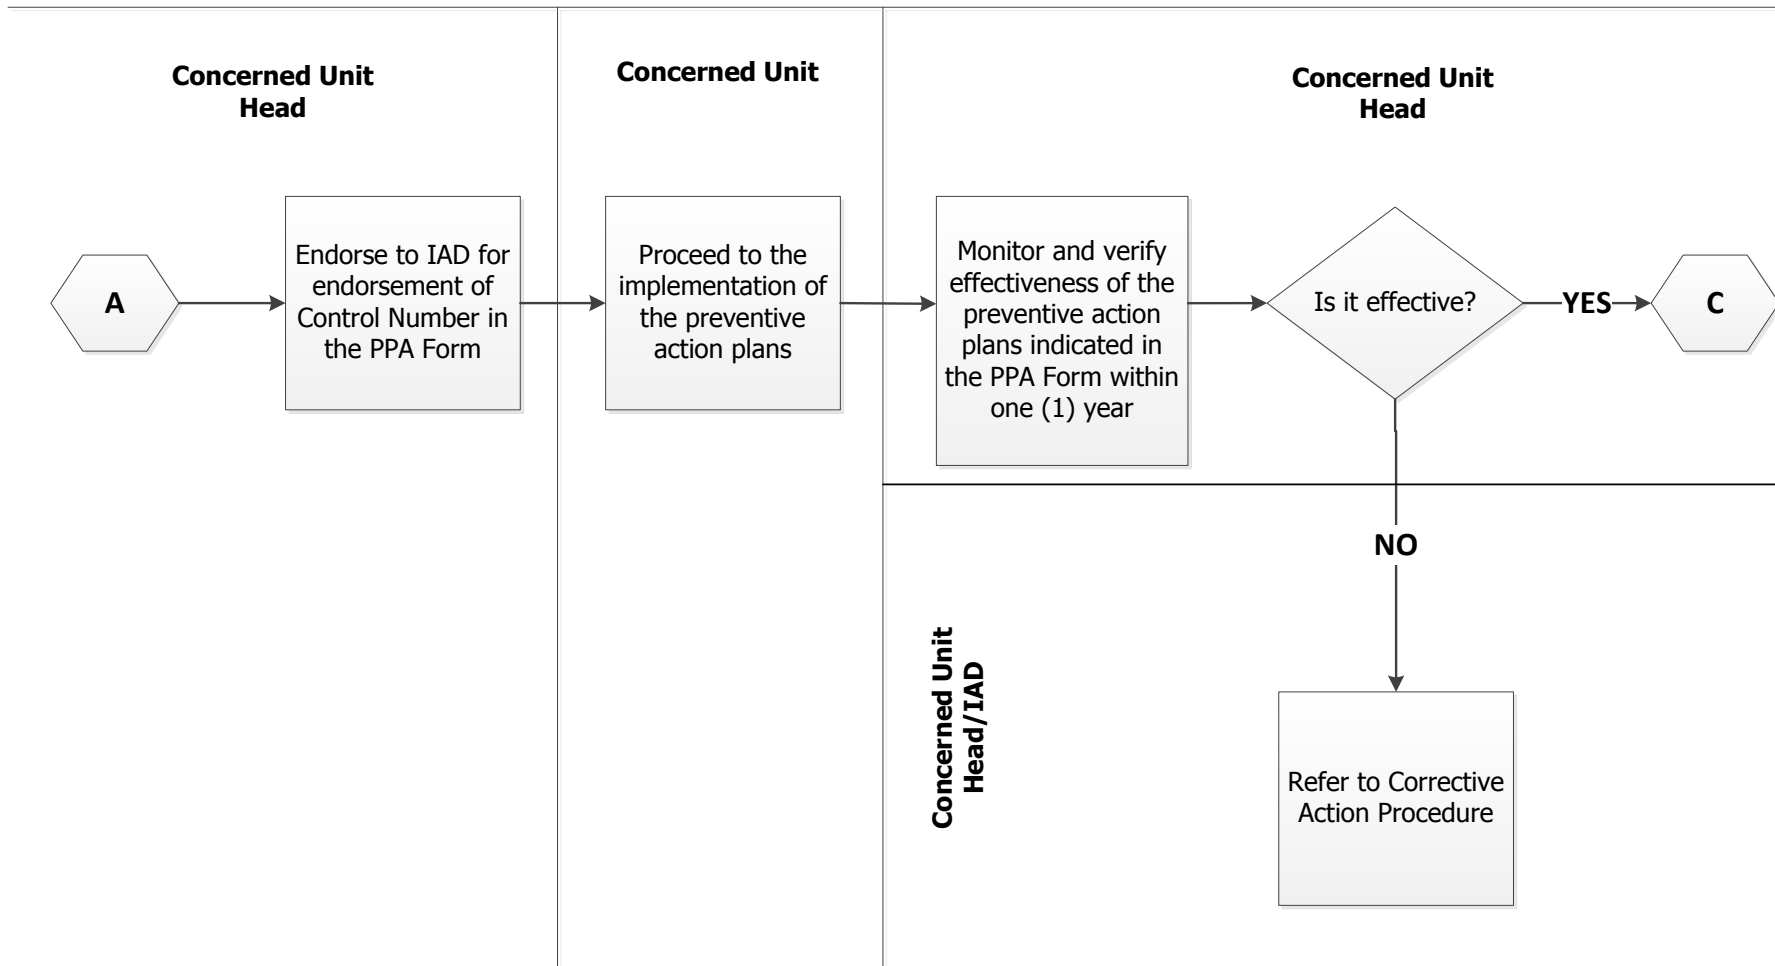 Concerned Unit
Head
Concerned Unit
Concerned Unit
Head
A
Endorse to IAD for
endorsement of
Control Number in
the PPA Form
Proceed to the
implementation of
the preventive
action plans
Monitor and verify
effectiveness of the
preventive action
plans indicated in
the PPA Form within
one (1) year
Is it effective?
YES
C
NO
Concerned Unit
Head/IAD
Refer to Corrective
Action Procedure